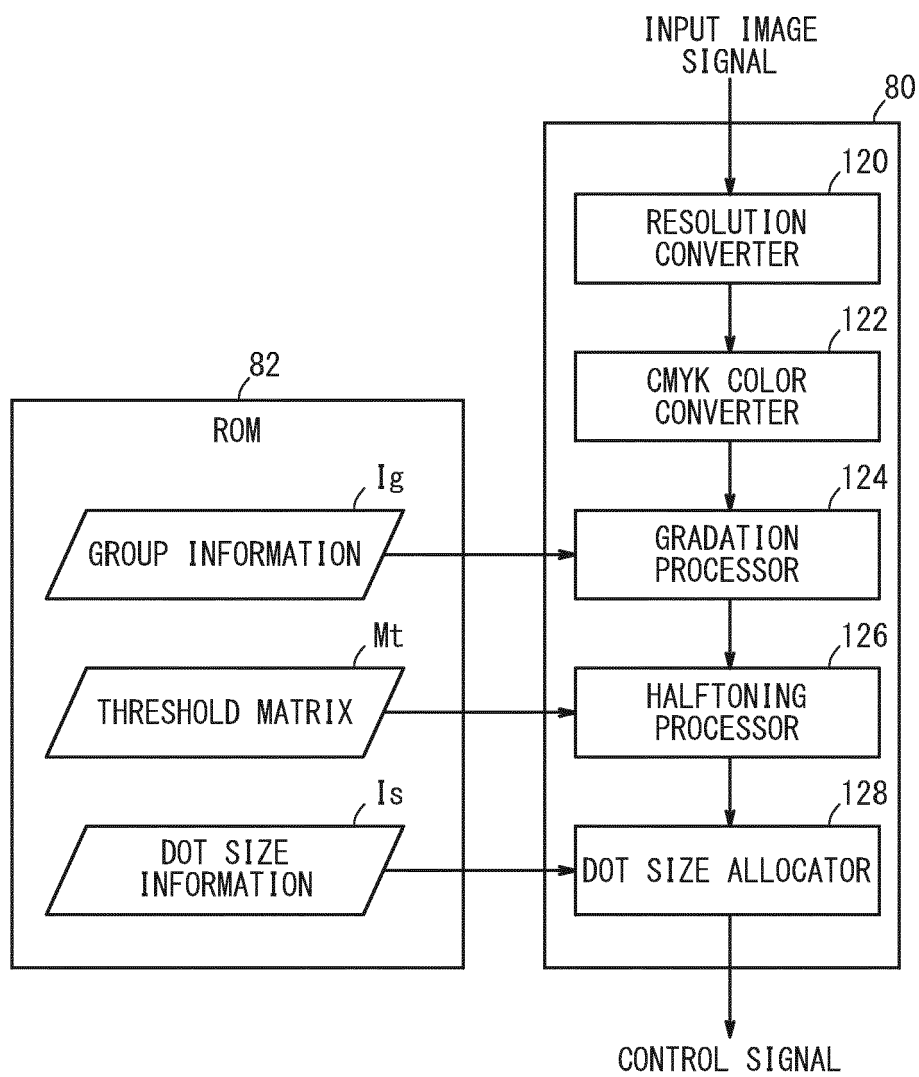 INPUT IMAGE
SIGNAL
80
120
RESOLUTION
CONVERTER
122
CMYK COLOR
CONVERTER
82
ROM
Ig
GROUP INFORMATION
124
GRADATION
PROCESSOR
Mt
THRESHOLD MATRIX
126
HALFTONING
PROCESSOR
Is
DOT SIZE
INFORMATION
128
DOT SIZE ALLOCATOR
CONTROL SIGNAL